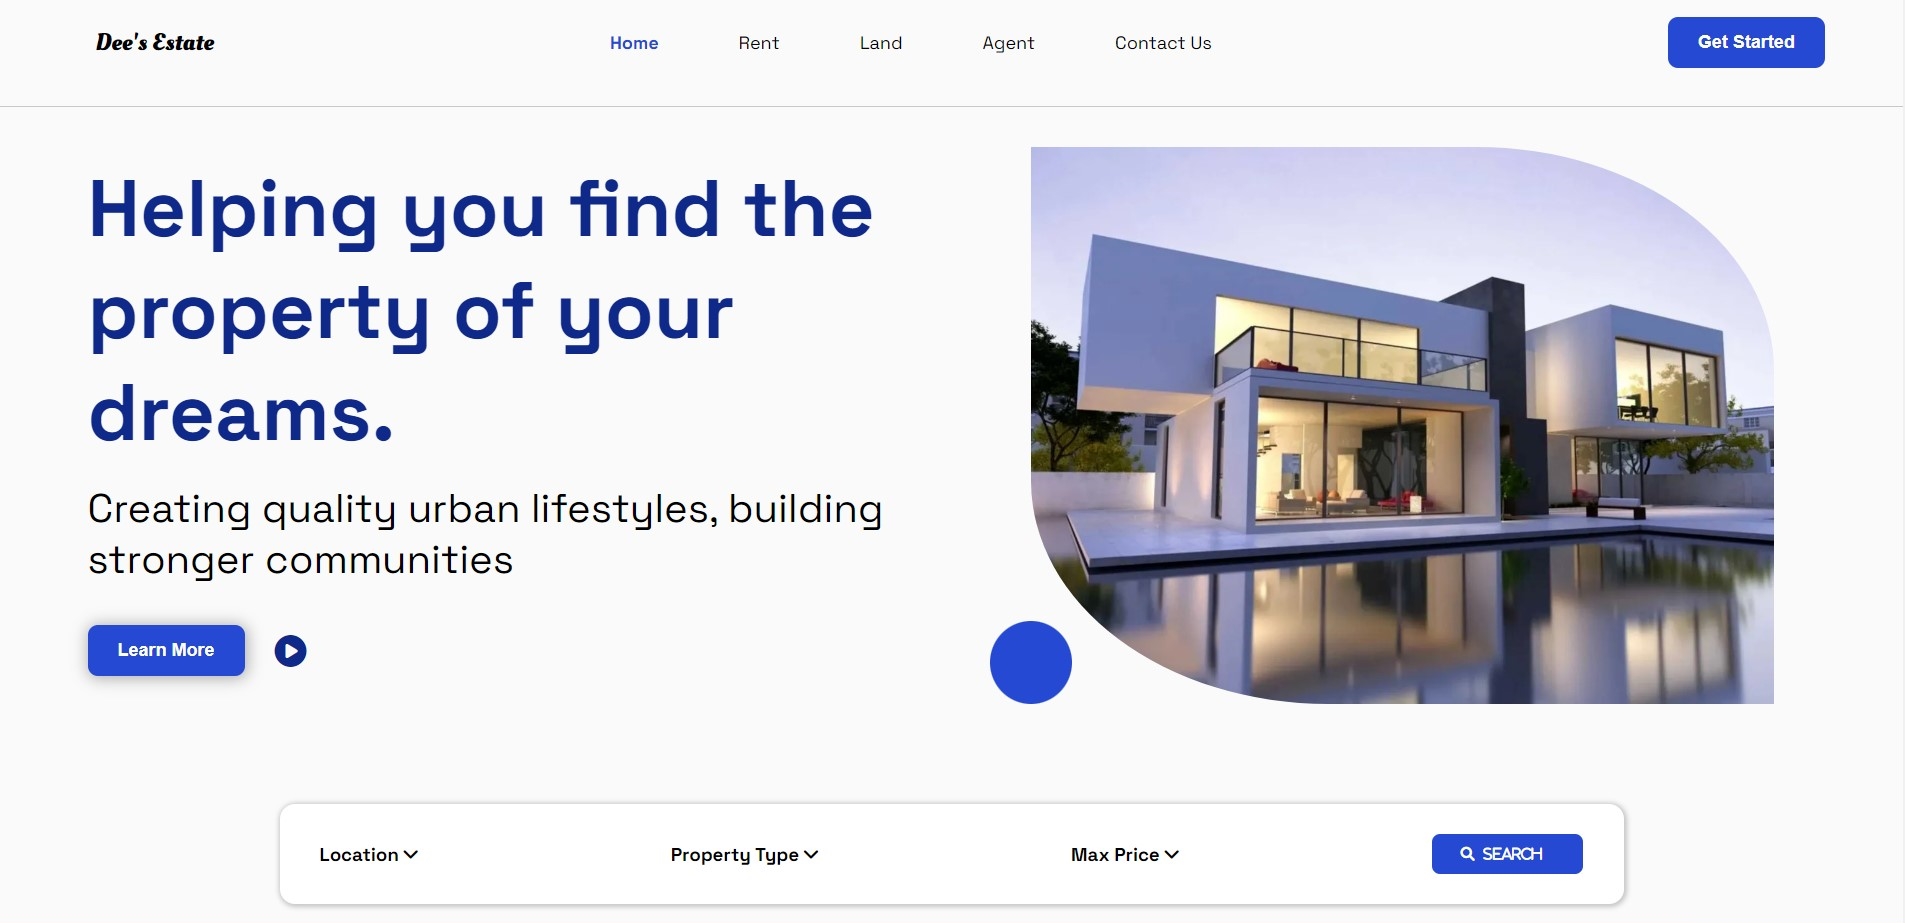 Dee's Estate
Home Rent Land Agent Contact Us
Get Started
Helping you find the
property of your
dreams.
Creating quality urban lifestyles, building
stronger communities
Learn More
Location
Property Type
Max Price
SEARCH